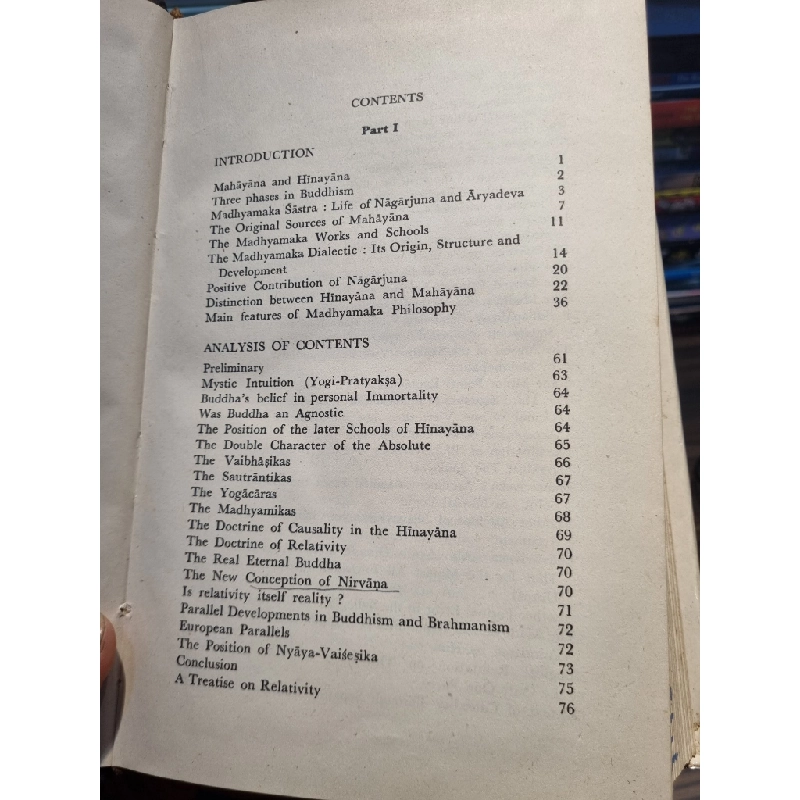 CONTENTS
Part I
INTRODUCTION
Mahāyāna and Hīnayāna 1
Three phases in Buddhism 2
Madhyamaka Śāstra : Life of Nāgārjuna and Āryadeva 3
The Original Sources of Mahāyāna 7
The Madhyamaka Works and Schools 11
The Madhyamaka Dialectic : Its Origin, Structure and
Development 14
Positive Contribution of Nāgārjuna 20
Distinction between Hīnayāna and Mahāyāna 22
Main features of Madhyamaka Philosophy 36
ANALYSIS OF CONTENTS
Preliminary 61
Mystic Intuition (Yogi-Pratyakṣa) 63
Buddha's belief in personal Immortality 64
Was Buddha an Agnostic 64
The Position of the later Schools of Hīnayāna 64
The Double Character of the Absolute 65
The Vaibhāṣikas 66
The Sautrāntikas 67
The Yogācāras 67
The Madhyamikas 68
The Doctrine of Causality in the Hīnayāna 69
The Doctrine of Relativity 70
The Real Eternal Buddha 70
The New Conception of Nirvāṇa 70
Is relativity itself reality ? 71
Parallel Developments in Buddhism and Brahmanism 72
European Parallels 72
The Position of Nyāya-Vaiśeṣika 73
Conclusion 75
A Treatise on Relativity 76